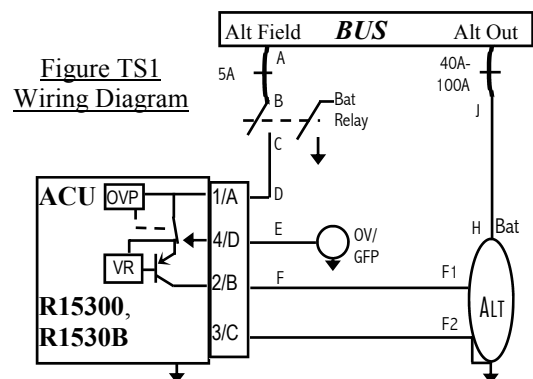 Alt Field BUS Alt Out
Figure TS1
Wiring Diagram
5A
A
40A-
100A
B
Bat
Relay
J
C
ACU
OVP
1/A
D
H
Bat
4/D
E
OV/
GFP
VR
2/B
F
F1
ALT
R15300,
R1530B
3/C
F2